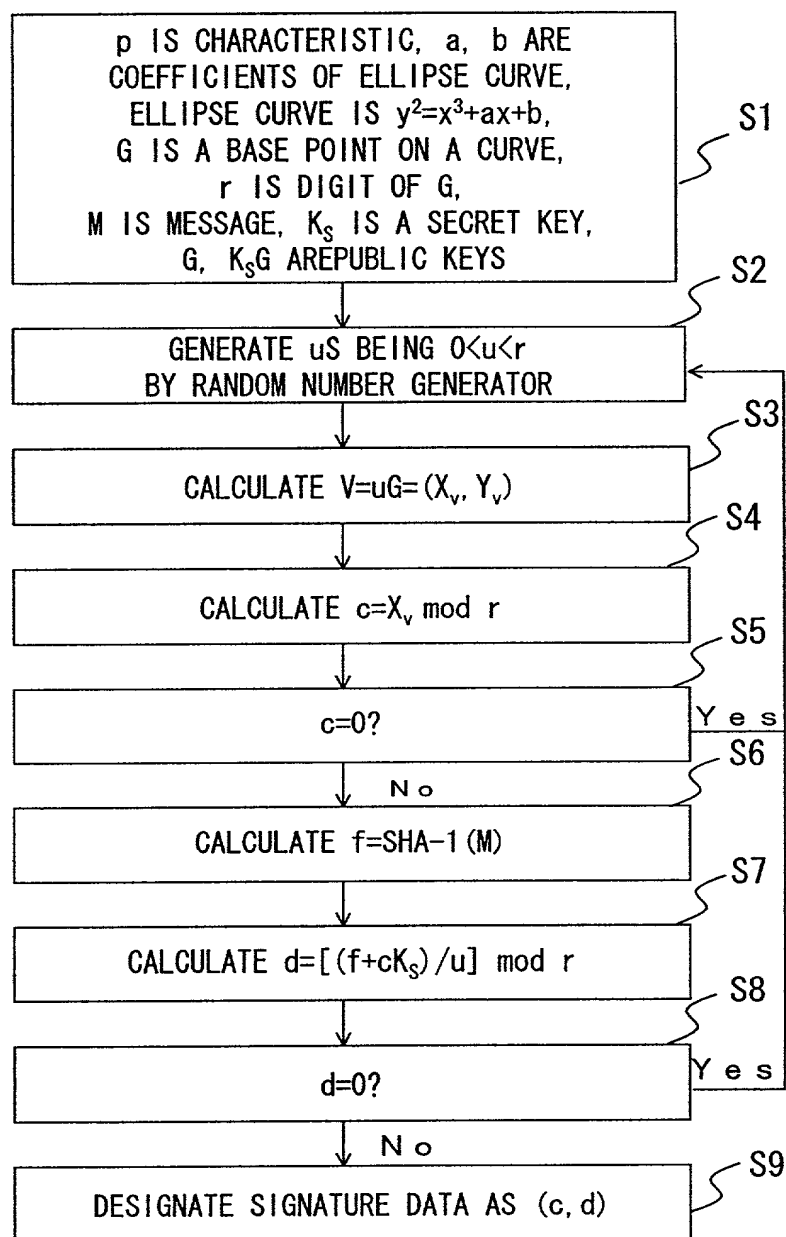 p IS CHARACTERISTIC, a, b ARE
COEFFICIENTS OF ELLIPSE CURVE,
ELLIPSE CURVE IS y²=x³+ax+b,
G IS A BASE POINT ON A CURVE,
r IS DIGIT OF G,
M IS MESSAGE, Kₛ IS A SECRET KEY,
G, KₛG AREPUBLIC KEYS
S1
S2
GENERATE uS BEING 0<u<r
BY RANDOM NUMBER GENERATOR
S3
CALCULATE V=uG=(Xᵥ, Yᵥ)
S4
CALCULATE c=Xᵥ mod r
S5
c=0?
Yes
No
S6
CALCULATE f=SHA-1(M)
S7
CALCULATE d=[(f+cKₛ)/u] mod r
S8
d=0?
Yes
No
S9
DESIGNATE SIGNATURE DATA AS (c,d)